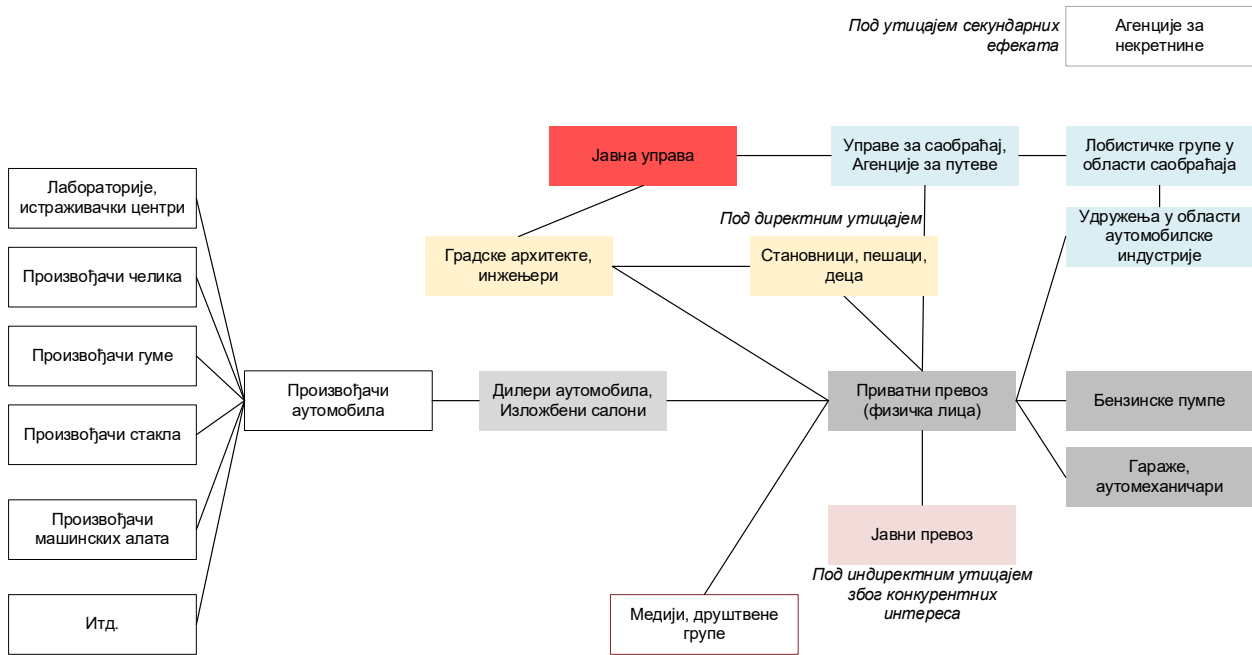 Под утицајем секундарних
ефеката
Агенције за
некретнине
Јавна управа
Управе за саобраћај,
Агенције за путеве
Лобистичке групе у
области саобраћаја
Лабораторије,
истраживачки центри
Под директним утицајем
Удружења у области
аутомобилске
индустрије
Градске архитекте,
инжењери
Становници, пешаци,
деца
Произвођачи челика
Произвођачи гуме
Произвођачи
аутомобила
Дилери аутомобила,
Изложбени салони
Приватни превоз
(физичка лица)
Бензинске пумпе
Произвођачи стакла
Гараже,
аутомеханичари
Произвођачи
машинских алата
Јавни превоз
Под индиректним утицајем
због конкурентних
интереса
Итд.
Медији, друштвене
групе